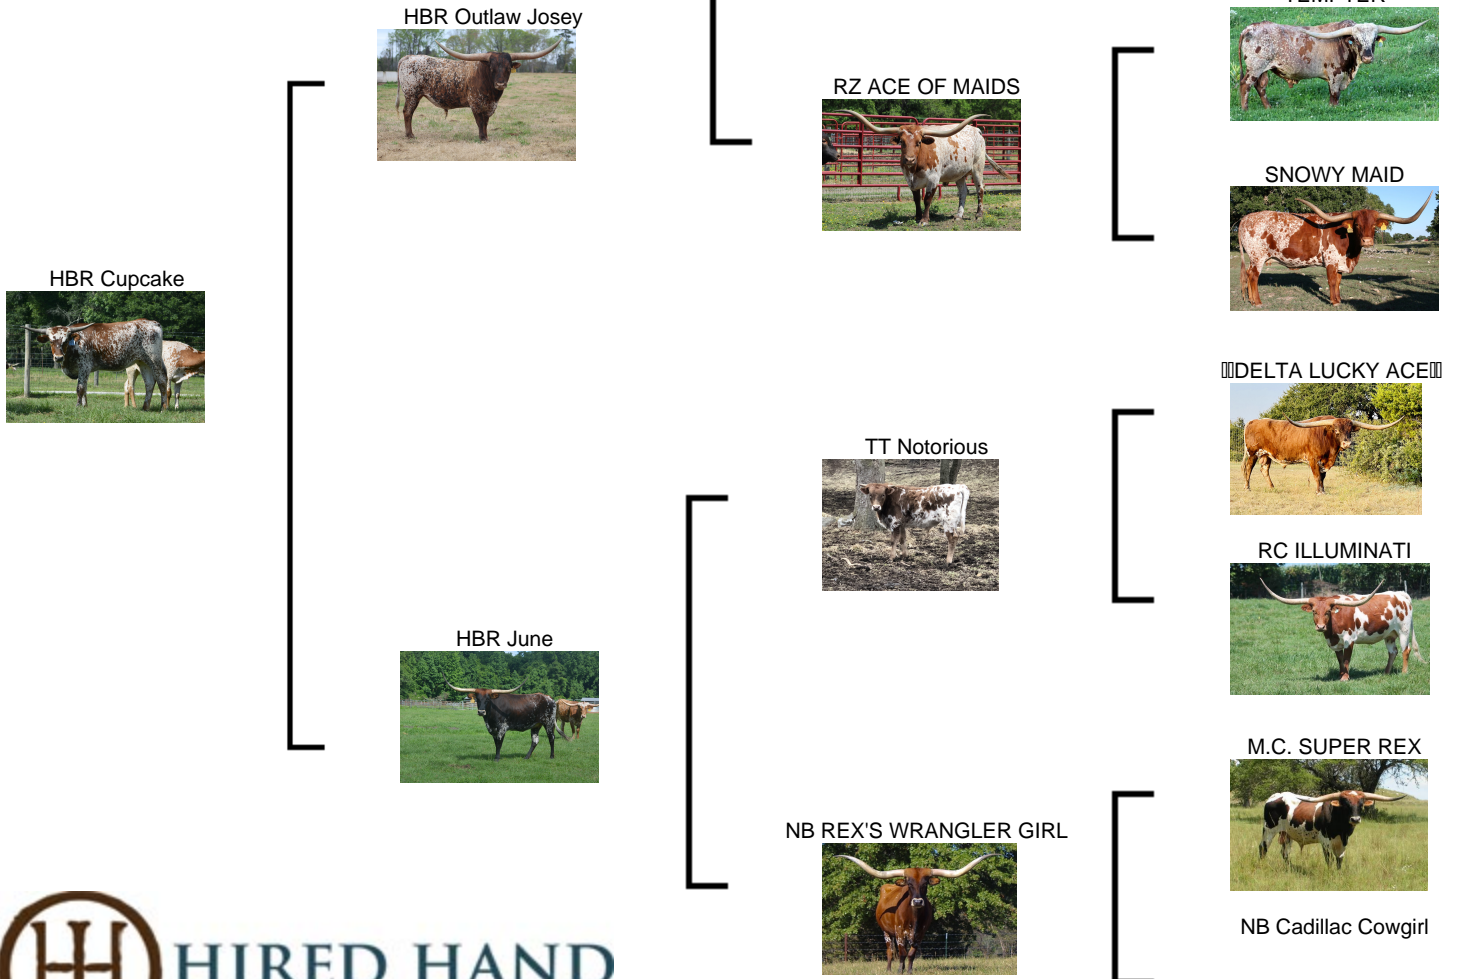 HBR Outlaw Josey
RZ ACE OF MAIDS
SNOWY MAID
HBR Cupcake
DELTA LUCKY ACE
TT Notorious
RC ILLUMINATI
HBR June
M.C. SUPER REX
NB REX'S WRANGLER GIRL
NB Cadillac Cowgirl
HIRED HAND